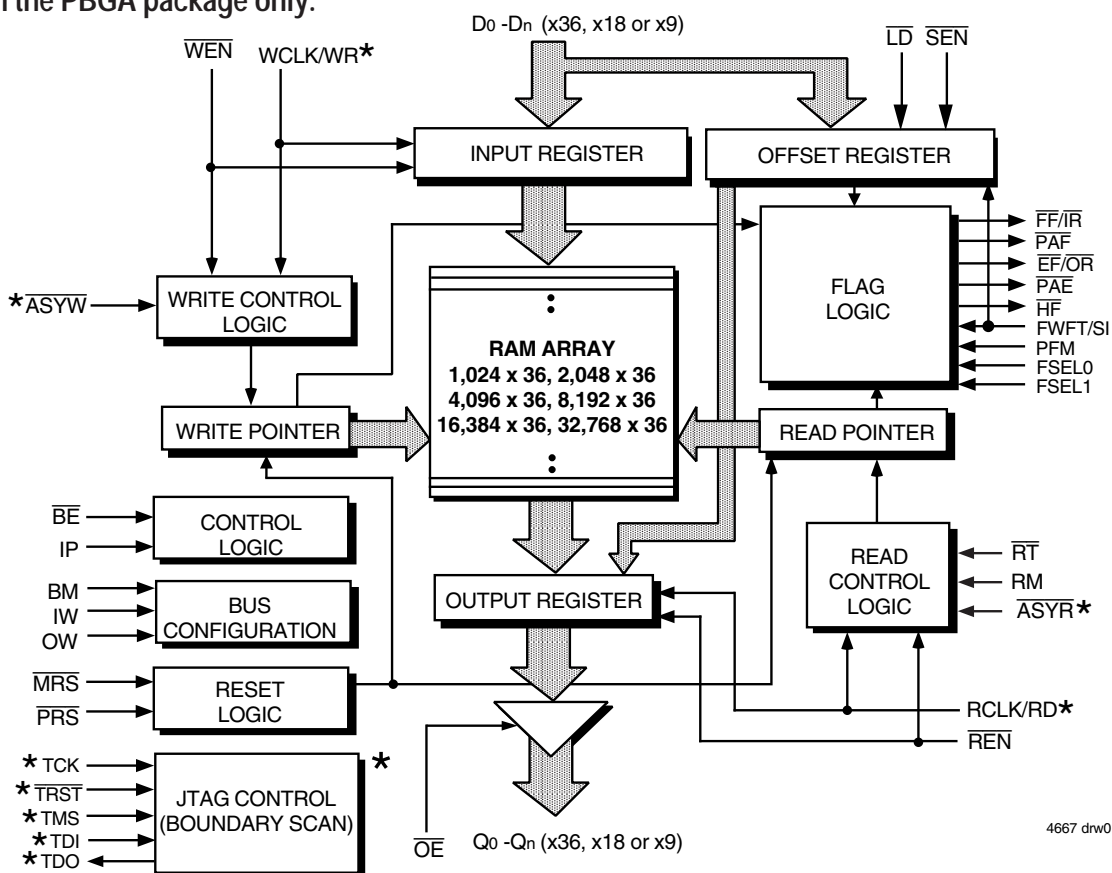 the PBGA package only.
D0 -Dn (x36, x18 or x9)
WEN
WCLK/WR*
LD
SEN
INPUT REGISTER
OFFSET REGISTER
*ASYW
WRITE CONTROL
LOGIC
FLAG
LOGIC
FF/IR
PAF
EF/OR
PAE
HF
FWFT/SI
PFM
FSEL0
FSEL1
RAM ARRAY
1,024 x 36, 2,048 x 36
4,096 x 36, 8,192 x 36
16,384 x 36, 32,768 x 36
WRITE POINTER
READ POINTER
BE
IP
CONTROL
LOGIC
READ
CONTROL
LOGIC
RT
RM
ASYR*
BM
IW
OW
BUS
CONFIGURATION
OUTPUT REGISTER
MRS
PRS
RESET
LOGIC
RCLK/RD*
REN
*TCK
*TRST
*TMS
*TDI
*TDO
JTAG CONTROL
(BOUNDARY SCAN)
*
OE
Q0 -Qn (x36, x18 or x9)
4667 drw0